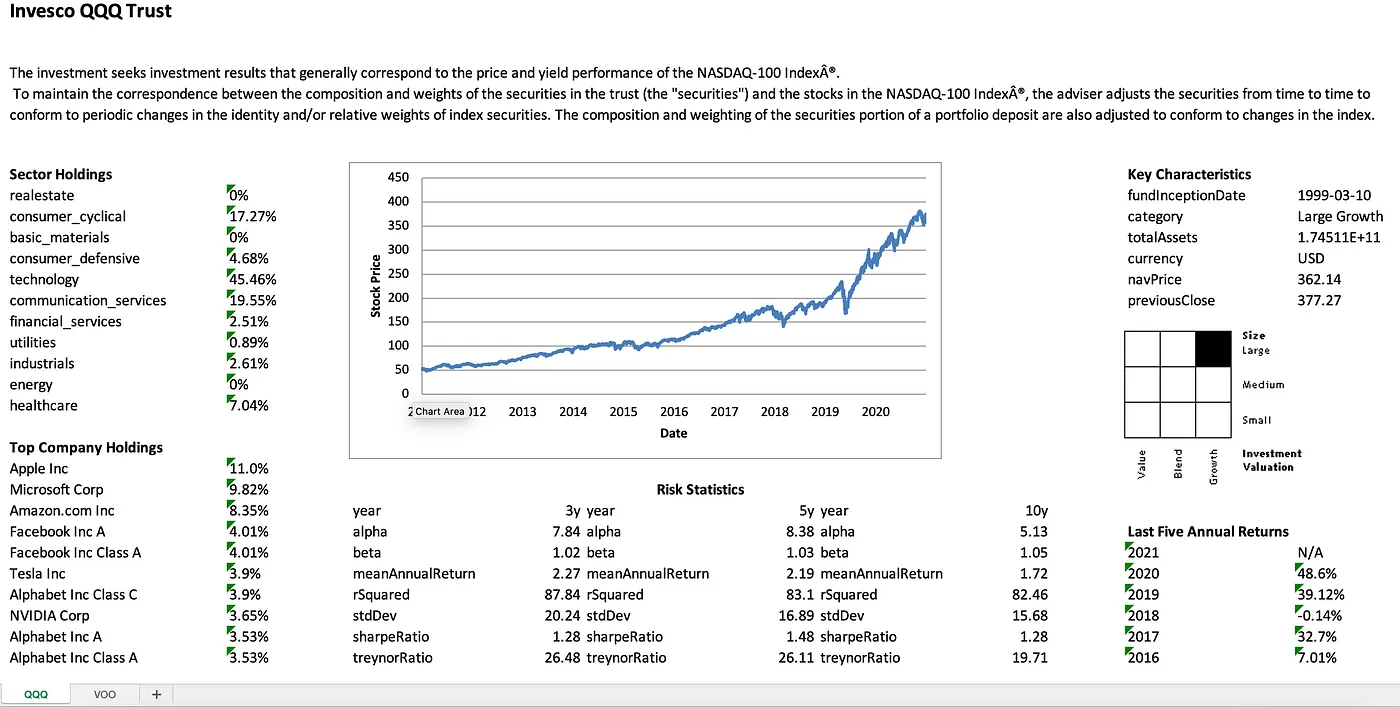 Invesco QQQ Trust
The investment seeks investment results that generally correspond to the price and yield performance of the NASDAQ-100 IndexÂ®.
To maintain the correspondence between the composition and weights of the securities in the trust (the "securities") and the stocks in the NASDAQ-100 IndexÂ®, the adviser adjusts the securities from time to time to
conform to periodic changes in the identity and/or relative weights of index securities. The composition and weighting of the securities portion of a portfolio deposit are also adjusted to conform to changes in the index.
Sector Holdings
realestate 0%
consumer_cyclical 17.27%
basic_materials 0%
consumer_defensive 4.68%
technology 45.46%
communication_services 19.55%
financial_services 2.51%
utilities 0.89%
industrials 2.61%
energy 0%
healthcare 7.04%
Top Company Holdings
Apple Inc 11.0%
Microsoft Corp 9.82%
Amazon.com Inc 8.35%
Facebook Inc A 4.01%
Facebook Inc Class A 4.01%
Tesla Inc 3.9%
Alphabet Inc Class C 3.9%
NVIDIA Corp 3.65%
Alphabet Inc A 3.53%
Alphabet Inc Class A 3.53%
450
400
350
300
250
200
150
100
50
0
Stock Price
2 Chart Area 012 2013 2014 2015 2016 2017 2018 2019 2020
Date
Risk Statistics
year 3y year 5y year 10y
alpha 7.84 alpha 8.38 alpha 5.13
beta 1.02 beta 1.03 beta 1.05
meanAnnualReturn 2.27 meanAnnualReturn 2.19 meanAnnualReturn 1.72
rSquared 87.84 rSquared 83.1 rSquared 82.46
stdDev 20.24 stdDev 16.89 stdDev 15.68
sharpeRatio 1.28 sharpeRatio 1.48 sharpeRatio 1.28
treynorRatio 26.48 treynorRatio 26.11 treynorRatio 19.71
Key Characteristics
fundInceptionDate 1999-03-10
category Large Growth
totalAssets 1.74511E+11
currency USD
navPrice 362.14
previousClose 377.27
Size
Large
Medium
Small
Value Blend Growth
Investment
Valuation
Last Five Annual Returns
2021 N/A
2020 48.6%
2019 39.12%
2018 -0.14%
2017 32.7%
2016 7.01%
QQQ VOO +